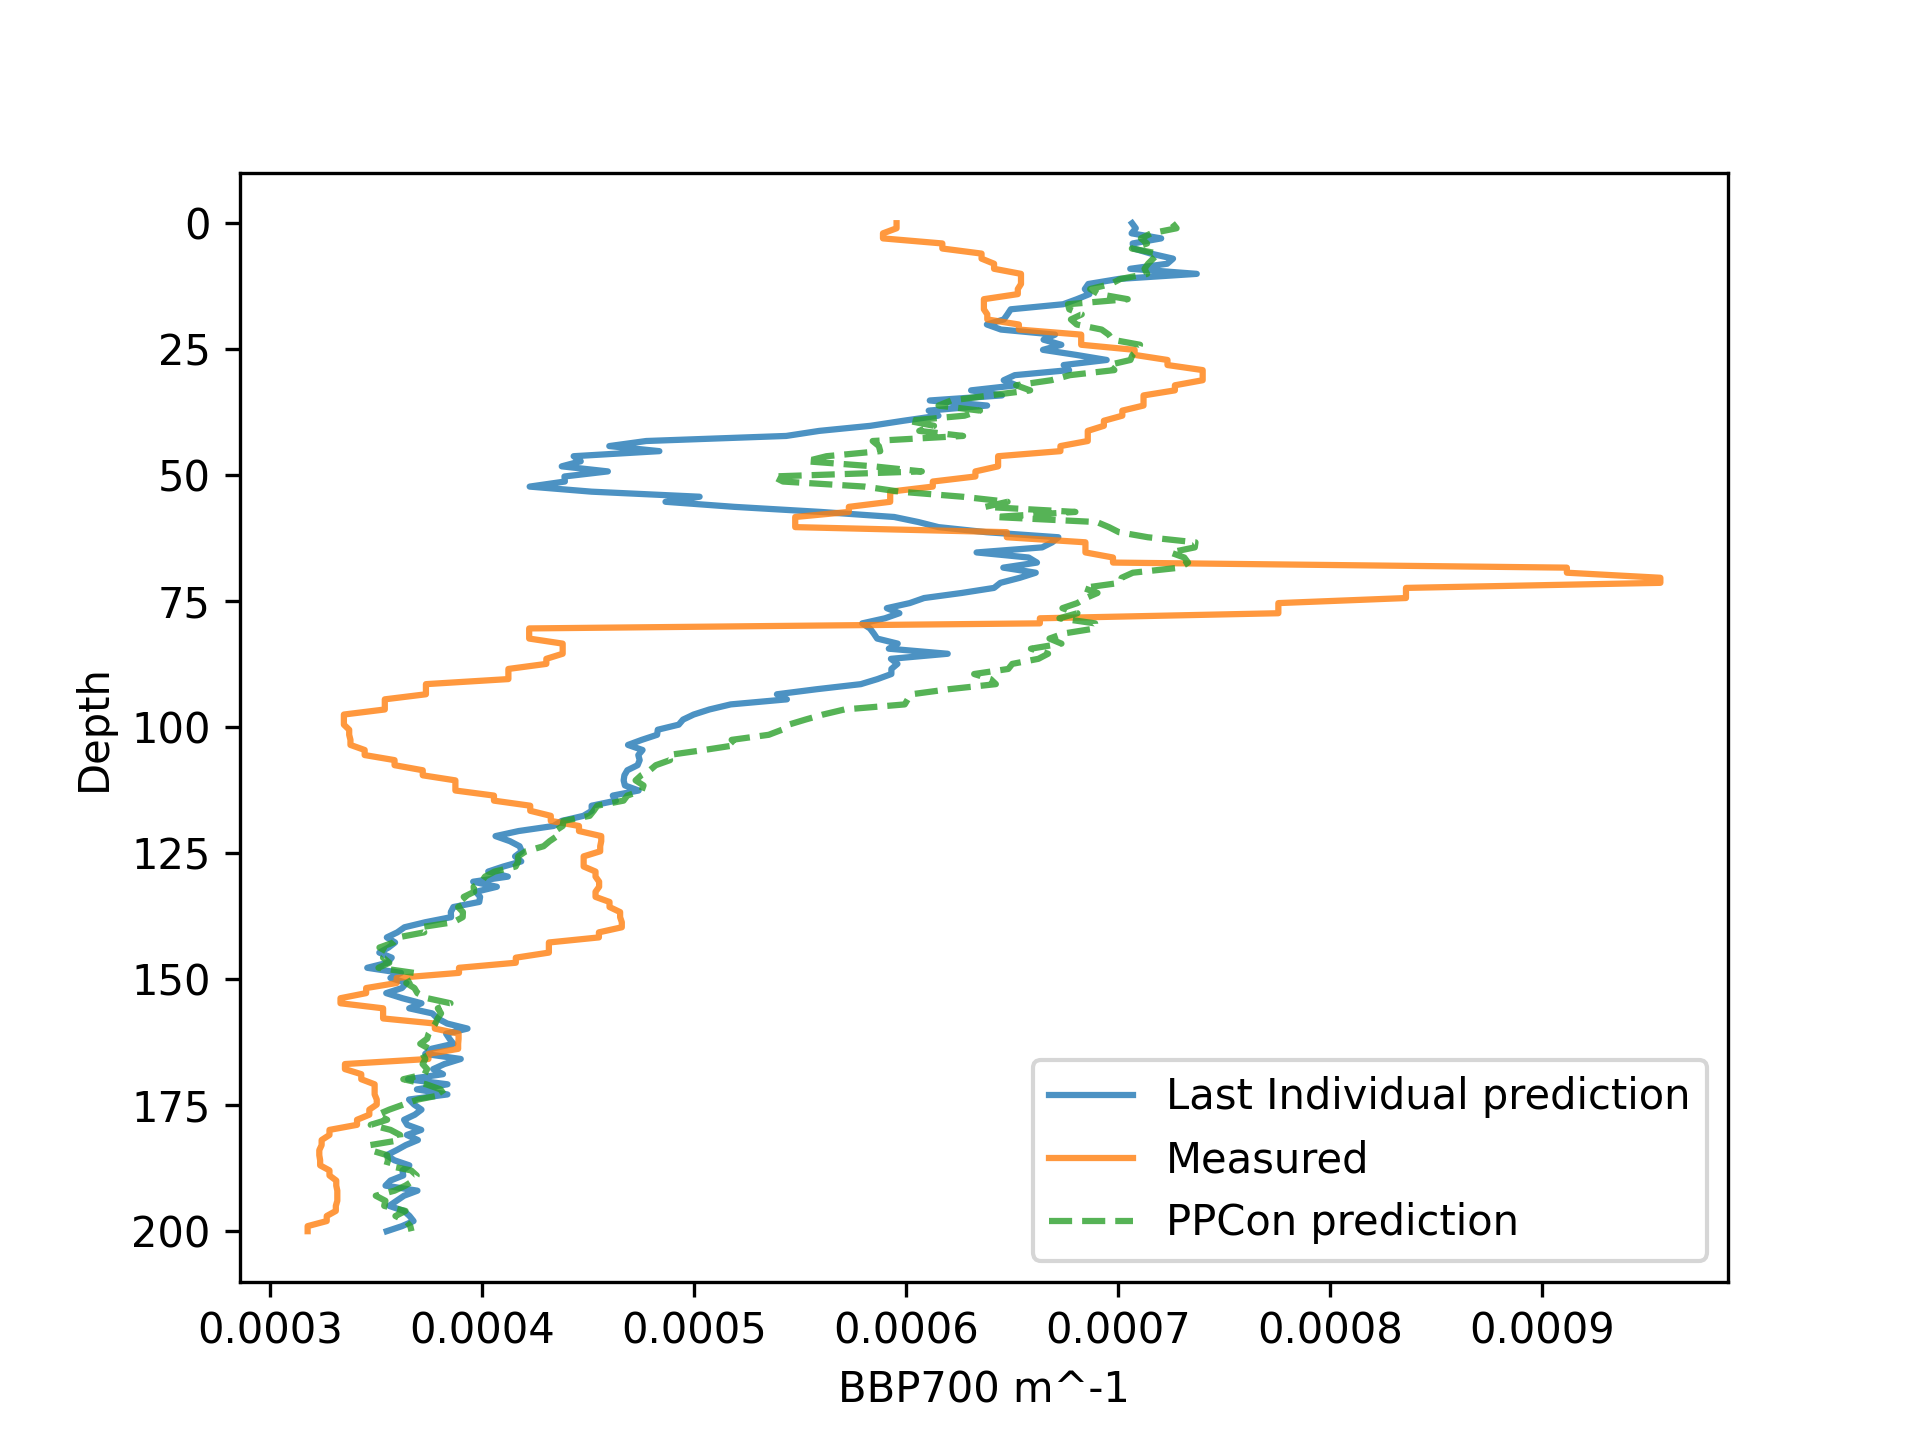 0
25
50
75
100
125
150
175
200
Depth
0.0003 0.0004 0.0005 0.0006 0.0007 0.0008 0.0009
BBP700 m^-1
Last Individual prediction
Measured
PPCon prediction